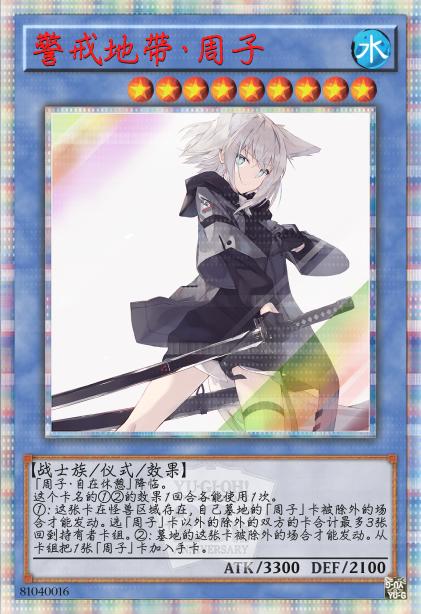 警戒地帶·周子
水
【战士族/仪式/效果】
「周子·自在休憩」降临。
这个卡名的①②的效果1回合各能使用1次。
①:这张卡在怪兽区域存在,自己墓地的「周子」卡被除外的场
合才能发动。选「周子」卡以外的除外的双方的卡合计最多3张
回到持有者卡组。②:墓地的这张卡被除外的场合才能发动。从
卡组把1张「周子」卡加入手卡。
YU-GI-OH!
ERSARY
ATK/3300 DEF/2100
81040016